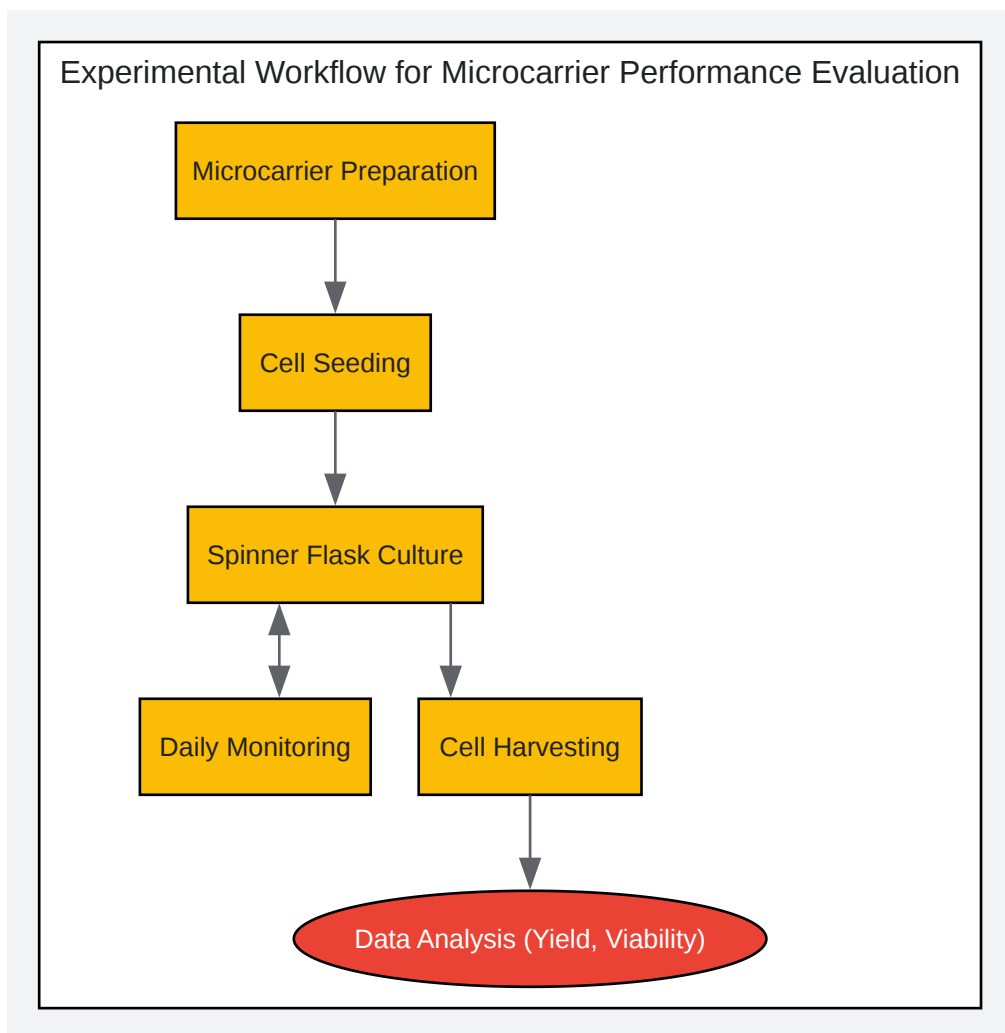 Experimental Workflow for Microcarrier Performance Evaluation
Microcarrier Preparation
Cell Seeding
Spinner Flask Culture
Daily Monitoring
Cell Harvesting
Data Analysis (Yield, Viability)